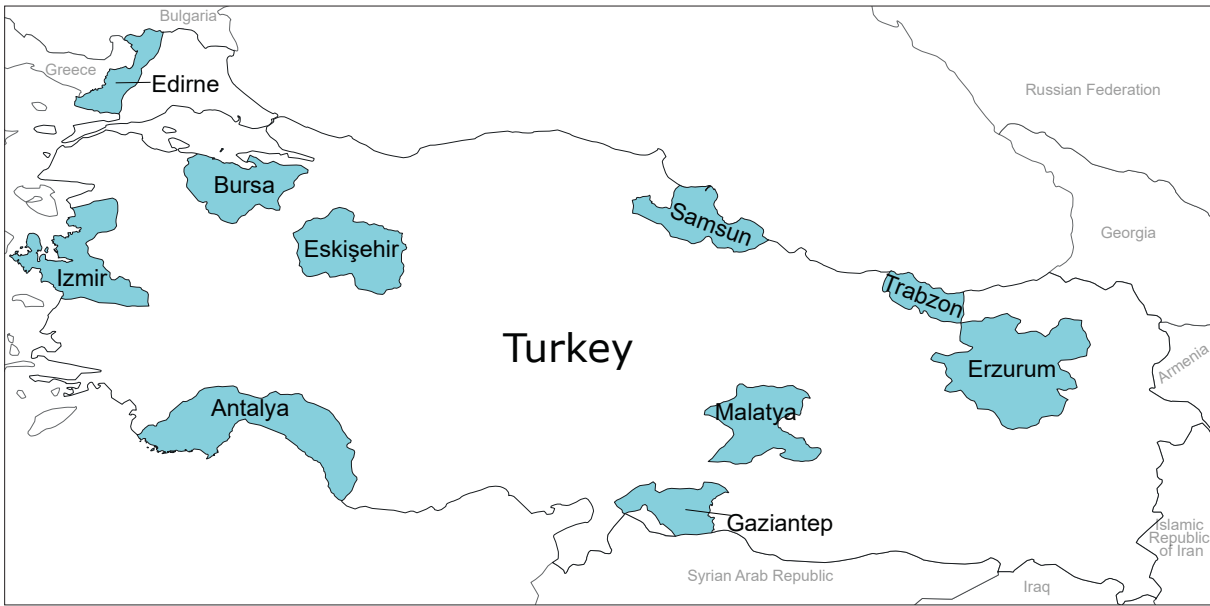 Bulgaria
Greece
Edirne
Russian Federation
Bursa
Samsun
Georgia
Eskişehir
Izmir
Trabzon
Turkey
Armenia
Erzurum
Antalya
Malatya
Gaziantep
Islamic
Republic
of Iran
Syrian Arab Republic
Iraq